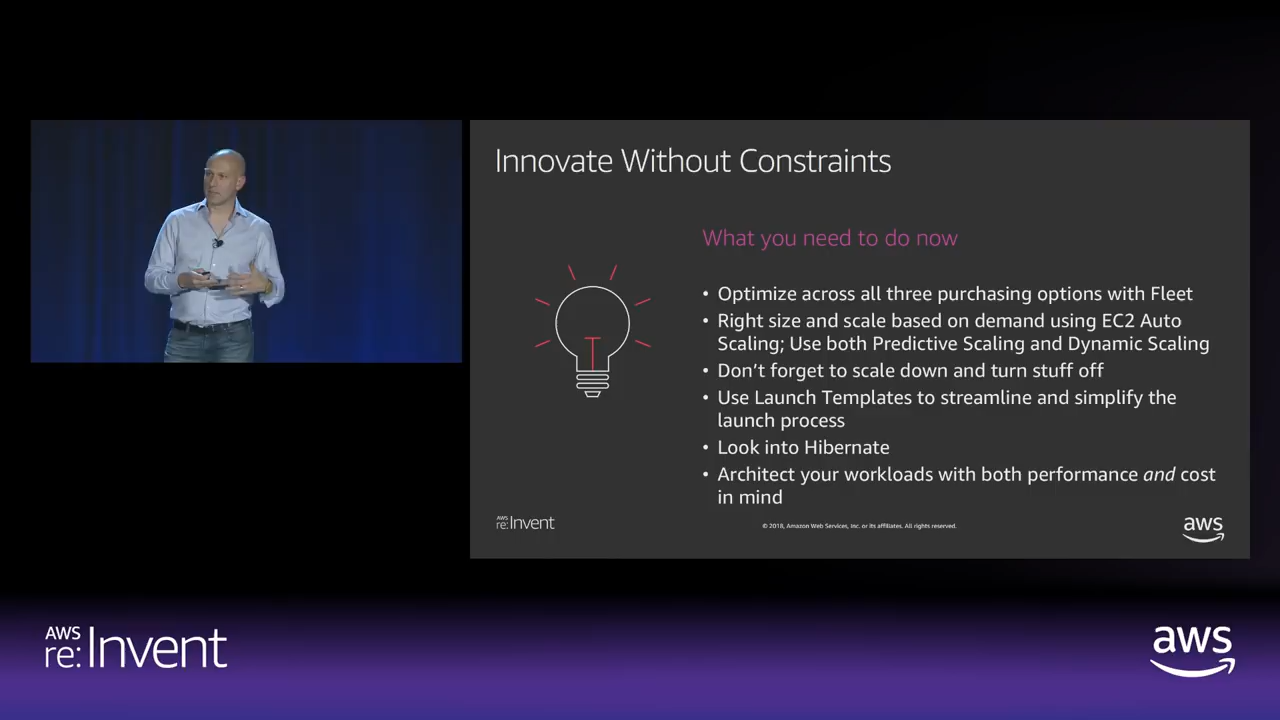 Innovate Without Constraints
What you need to do now
• Optimize across all three purchasing options with Fleet
• Right size and scale based on demand using EC2 Auto
Scaling; Use both Predictive Scaling and Dynamic Scaling
• Don't forget to scale down and turn stuff off
• Use Launch Templates to streamline and simplify the
launch process
• Look into Hibernate
• Architect your workloads with both performance and cost
in mind
AWS
re:Invent
© 2018, Amazon Web Services, Inc. or its affiliates. All rights reserved.
aws
AWS
re:Invent
aws